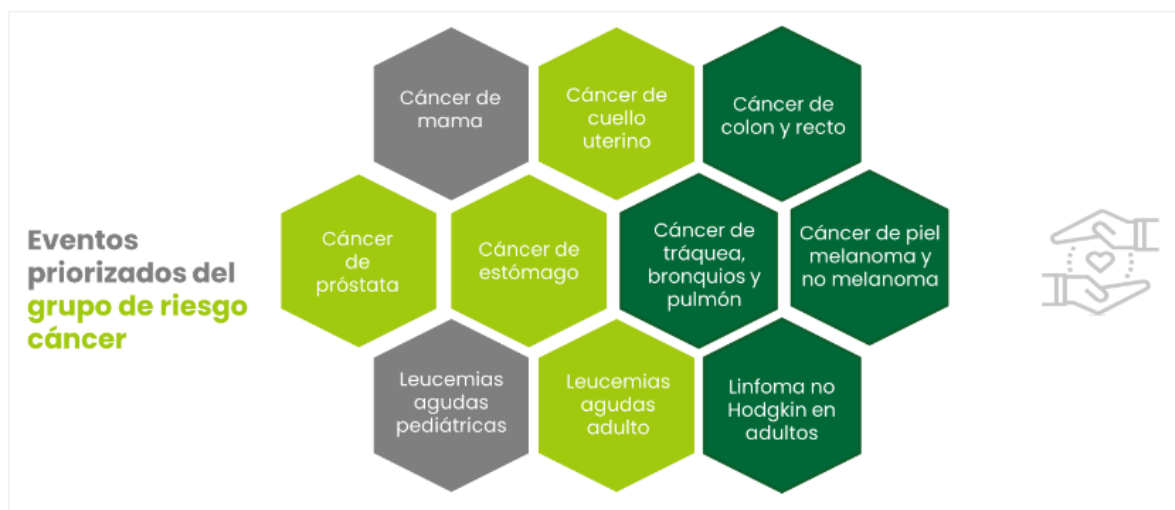 Cáncer de
mama
Cáncer de
cuello
uterino
Cáncer de
colon y recto
Eventos
priorizados del
grupo de riesgo
cáncer
Cáncer
de
próstata
Cáncer de
estómago
Cáncer de
tráquea,
bronquios y
pulmón
Cáncer de piel
melanoma y
no melanoma
Leucemias
agudas
pediátricas
Leucemias
agudas
adulto
Linfoma no
Hodgkin en
adultos